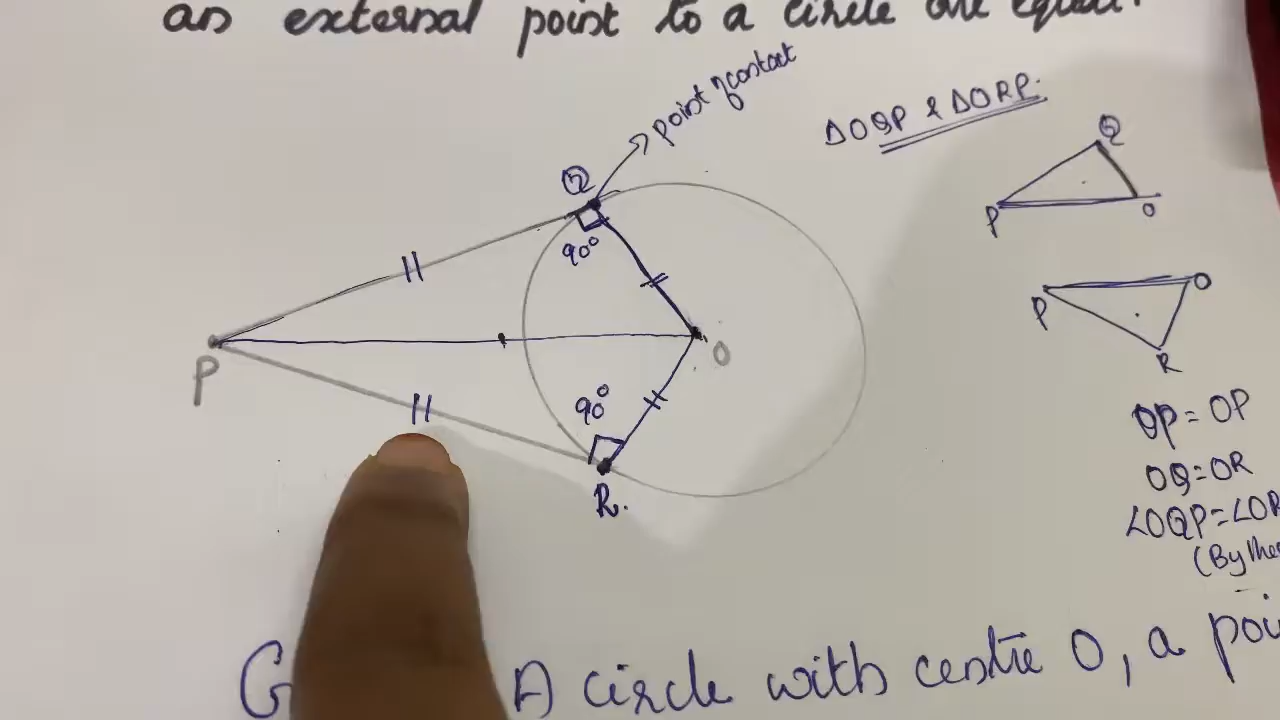 an external point to a circle are equal.
point of contact
ΔOQP & ΔORP.
Q
90°
P
O
90°
R.
Q
P
O
P
O
R
OP = OP
OQ = OR
∠OQP = ∠OR
(By the
A circle with centre O, a poi